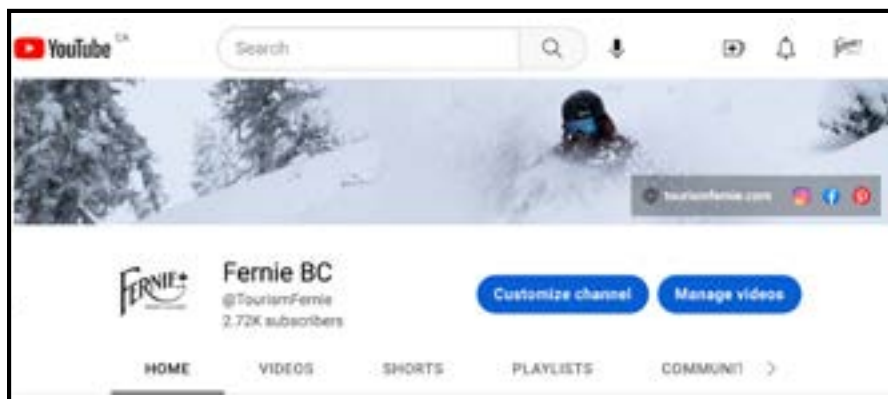 YouTube CA
Search
tourismfernie.com
FERNIE
Fernie BC
@TourismFernie
2.72K subscribers
Customize channel
Manage videos
HOME VIDEOS SHORTS PLAYLISTS COMMUNIT